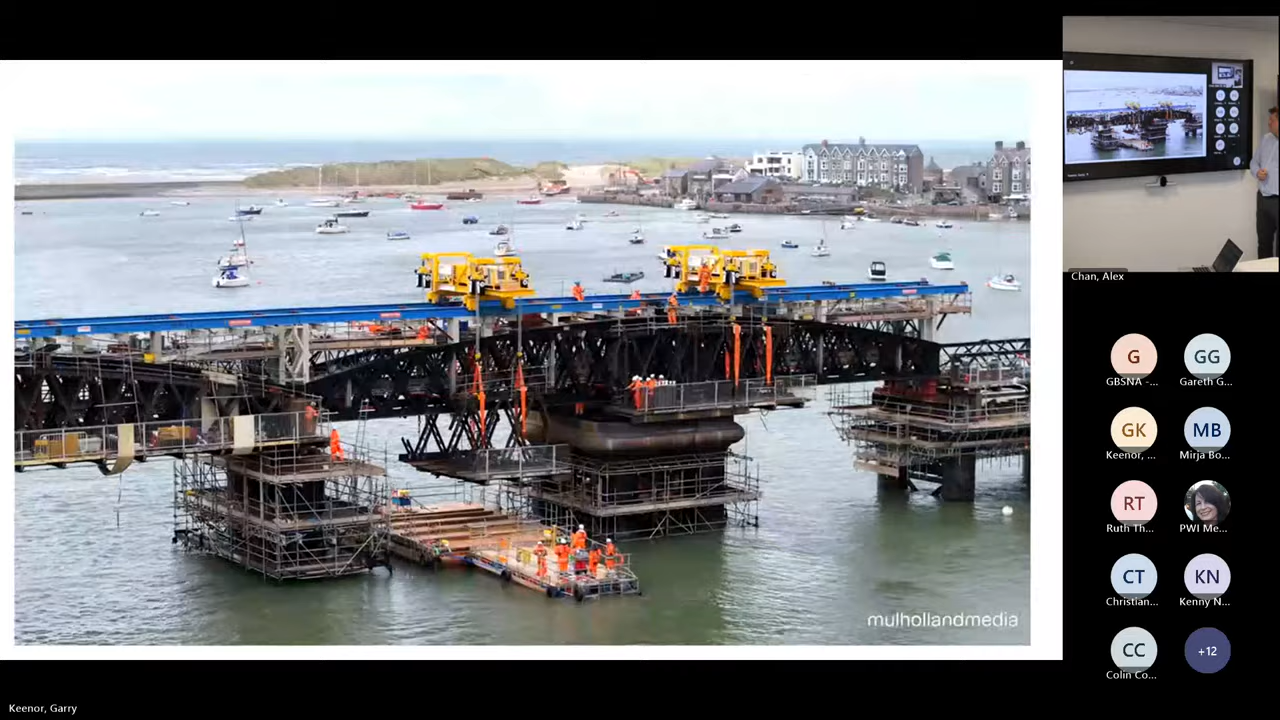 mulhollandmedia
Keenor, Garry
Chan, Alex
G
GBSNA -...
GG
Gareth G...
GK
Keenor, ...
MB
Mirja Bo...
RT
Ruth Th...
PWI Me...
CT
Christian...
KN
Kenny N...
CC
Colin Co...
+12